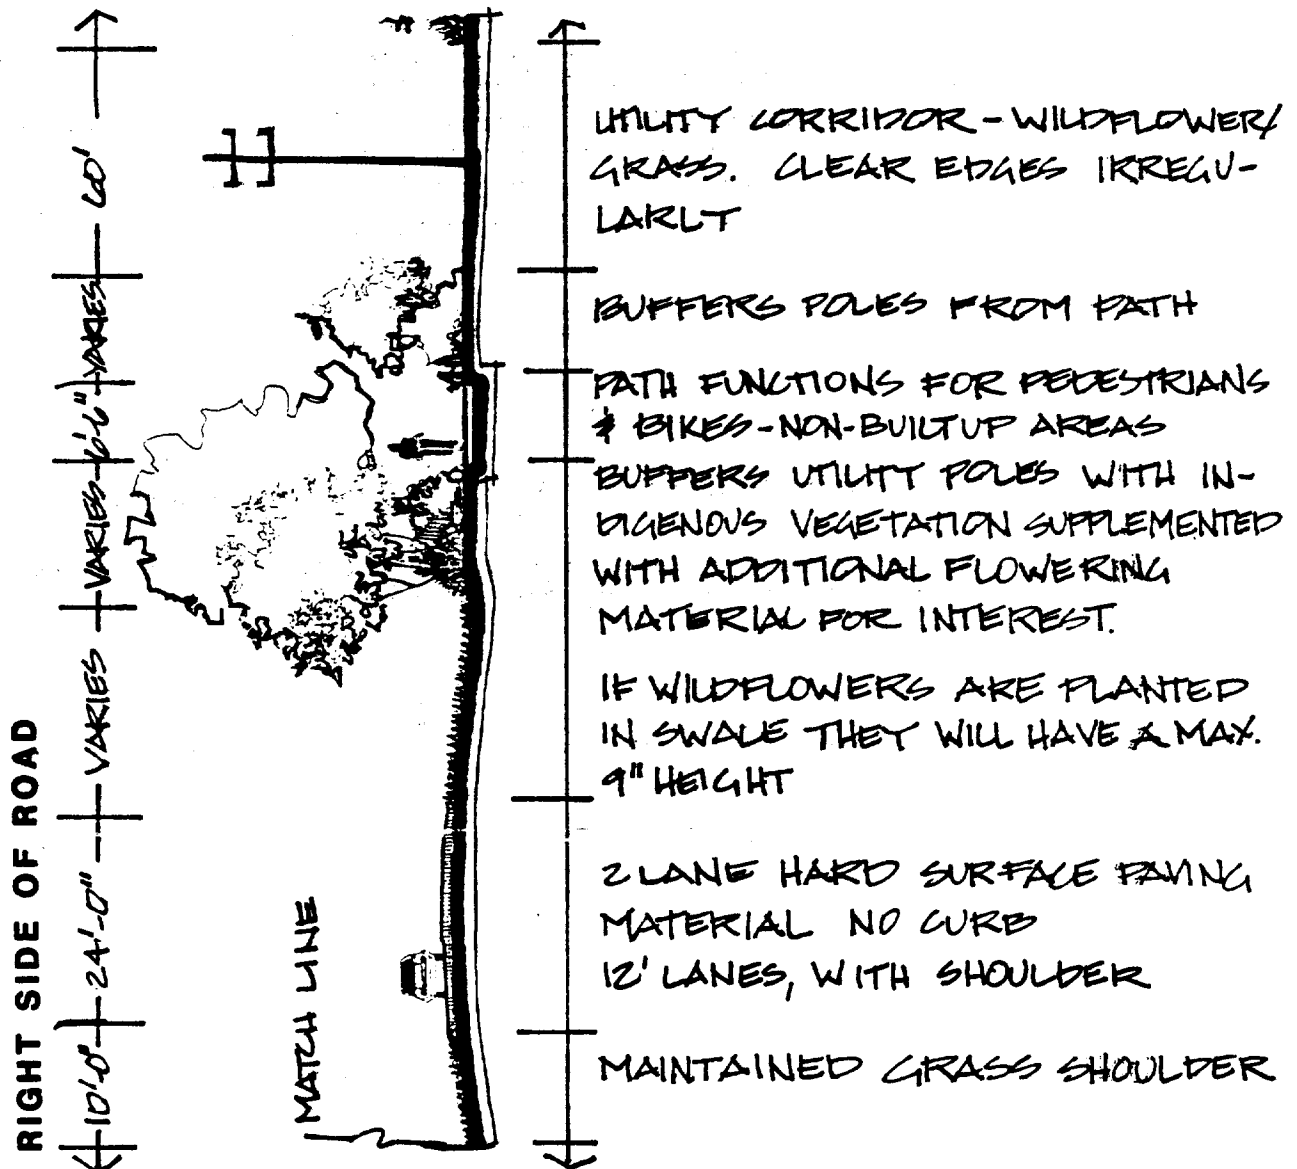 UTILITY CORRIDOR - WILDFLOWER/
GRASS. CLEAR EDGES IRREGU-
LARLT
BUFFERS POLES FROM PATH
PATH FUNCTIONS FOR PEDESTRIANS
& BIKES-NON-BUILTUP AREAS
BUFFERS UTILITY POLES WITH IN-
DIGENOUS VEGETATION SUPPLEMENTED
WITH ADDITIONAL FLOWERING
MATERIAL FOR INTEREST.
IF WILDFLOWERS ARE PLANTED
IN SWALE THEY WILL HAVE A MAX.
9" HEIGHT
2 LANE HARD SURFACE PAVING
MATERIAL NO CURB
12' LANES, WITH SHOULDER
MAINTAINED GRASS SHOULDER
RIGHT SIDE OF ROAD
10'-0"
24'-0"
VARIES
VARIES
6'-6"
VARIES
60'
MATCH LINE